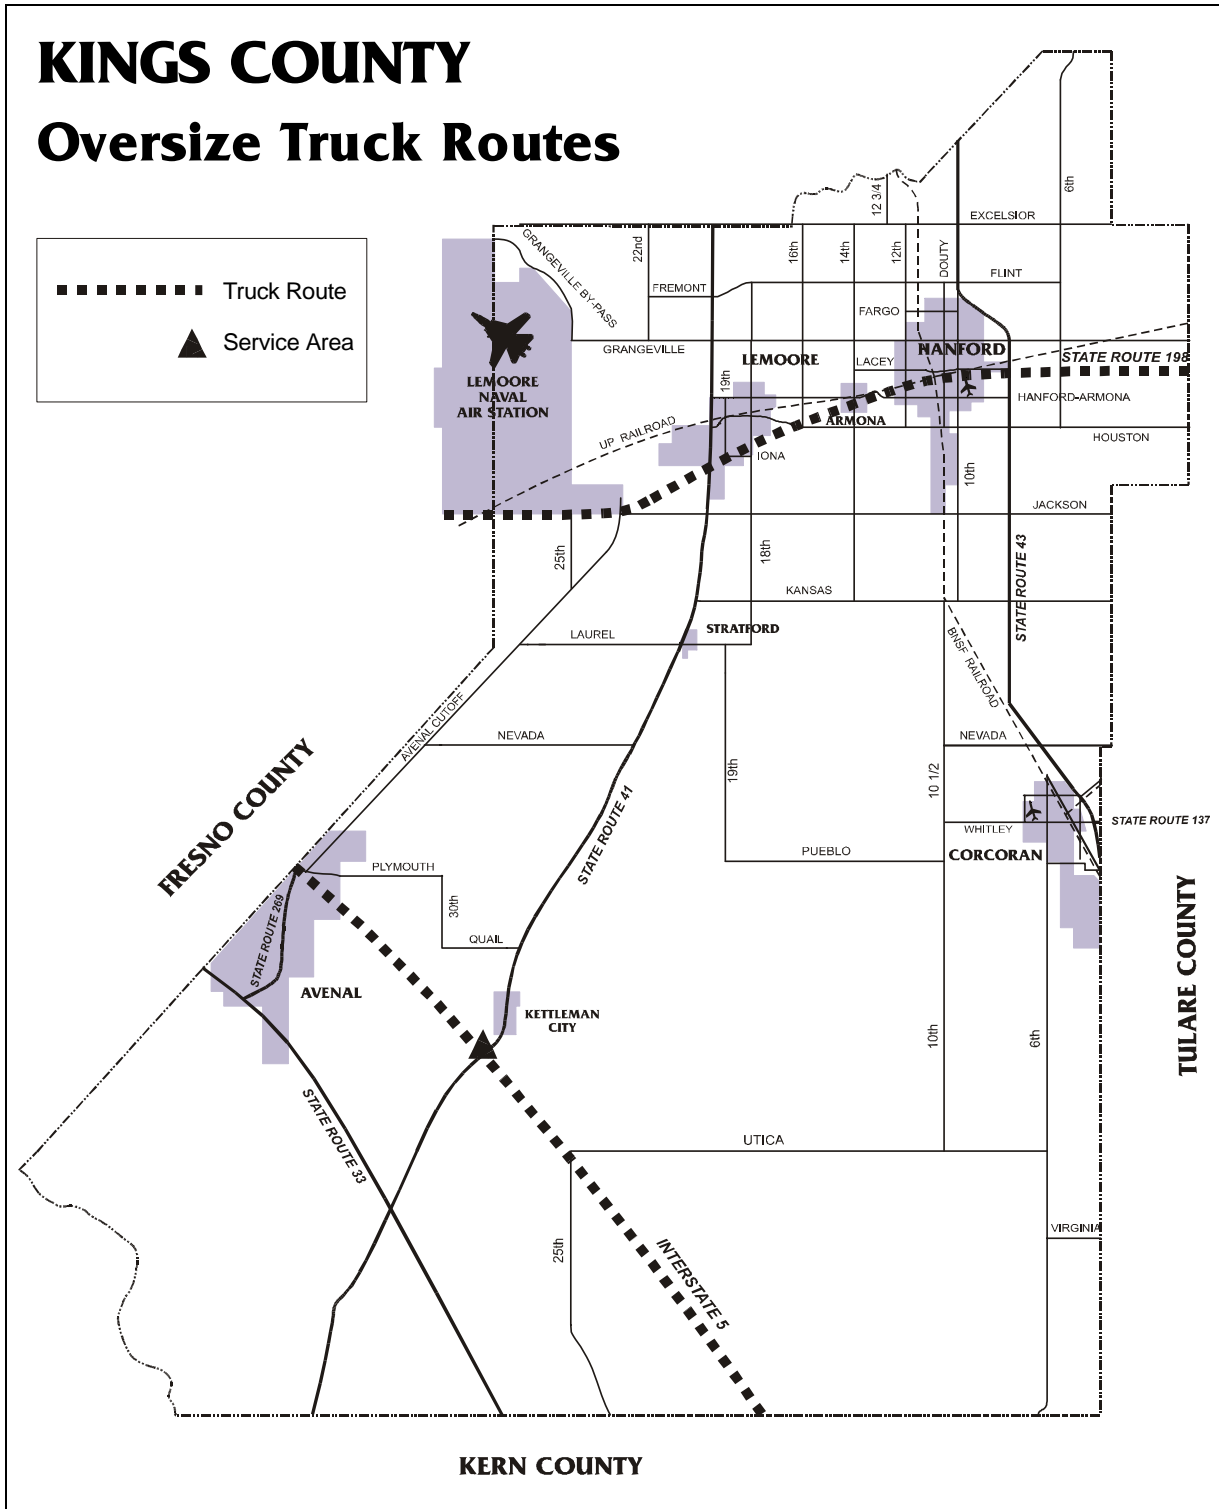 KINGS COUNTY
Oversize Truck Routes
Truck Route
Service Area
6th
12 3/4
EXCELSIOR
GRANGEVILLE BY-PASS
22nd
16th
14th
12th
DOUTY
FLINT
FREMONT
FARGO
GRANGEVILLE
LEMOORE
HANFORD
LACEY
STATE ROUTE 198
LEMOORE
NAVAL
AIR STATION
19th
HANFORD-ARMONA
ARMONA
UP RAILROAD
HOUSTON
IONA
10th
JACKSON
25th
18th
STATE ROUTE 43
KANSAS
STRATFORD
LAUREL
BNSF RAILROAD
AVENAL CUTOFF
NEVADA
NEVADA
FRESNO COUNTY
19th
10 1/2
STATE ROUTE 41
STATE ROUTE 137
WHITLEY
CORCORAN
PUEBLO
PLYMOUTH
30th
STATE ROUTE 269
QUAIL
TULARE COUNTY
AVENAL
KETTLEMAN
CITY
10th
6th
STATE ROUTE 33
UTICA
VIRGINIA
25th
INTERSTATE 5
KERN COUNTY